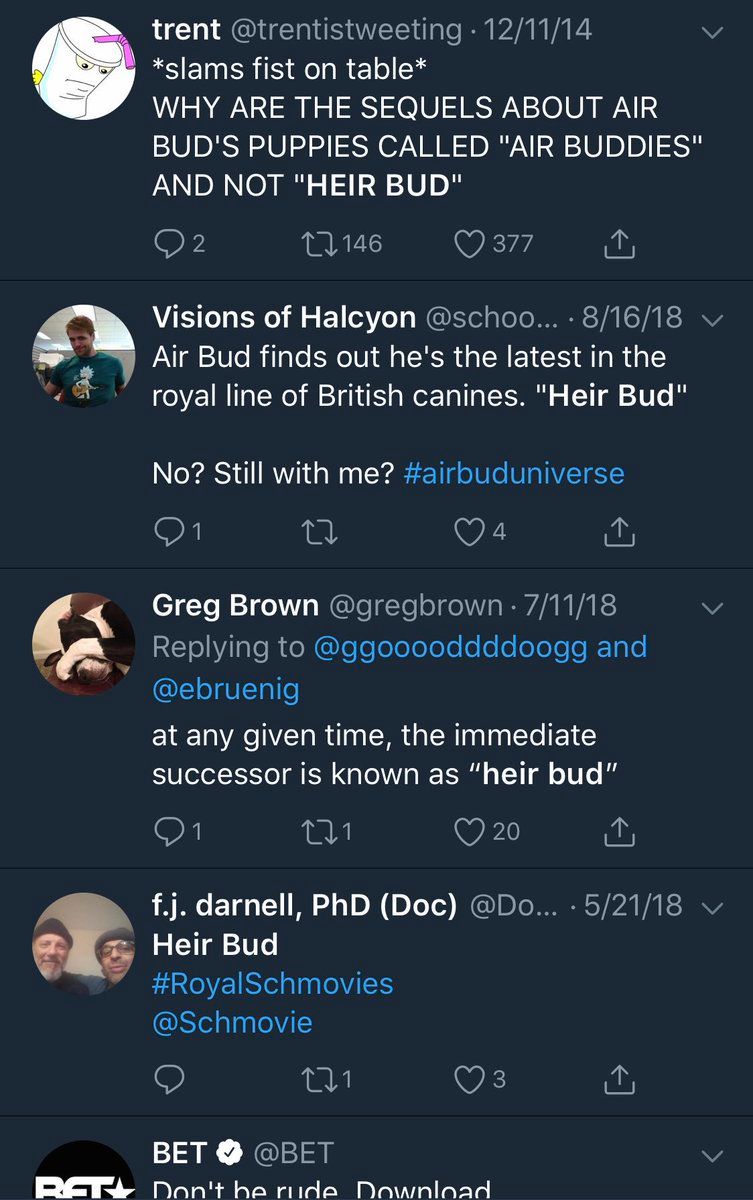 trent @trentistweeting · 12/11/14
*slams fist on table*
WHY ARE THE SEQUELS ABOUT AIR
BUD'S PUPPIES CALLED "AIR BUDDIES"
AND NOT "HEIR BUD"
2 146 377
Visions of Halcyon @schoo... · 8/16/18
Air Bud finds out he's the latest in the
royal line of British canines. "Heir Bud"
No? Still with me? #airbuduniverse
1 4
Greg Brown @gregbrown · 7/11/18
Replying to @ggooooddddoogg and
@ebruenig
at any given time, the immediate
successor is known as “heir bud”
1 1 20
f.j. darnell, PhD (Doc) @Do... · 5/21/18
Heir Bud
#RoyalSchmovies
@Schmovie
1 3
BET @BET
BET
Don't be rude. Download